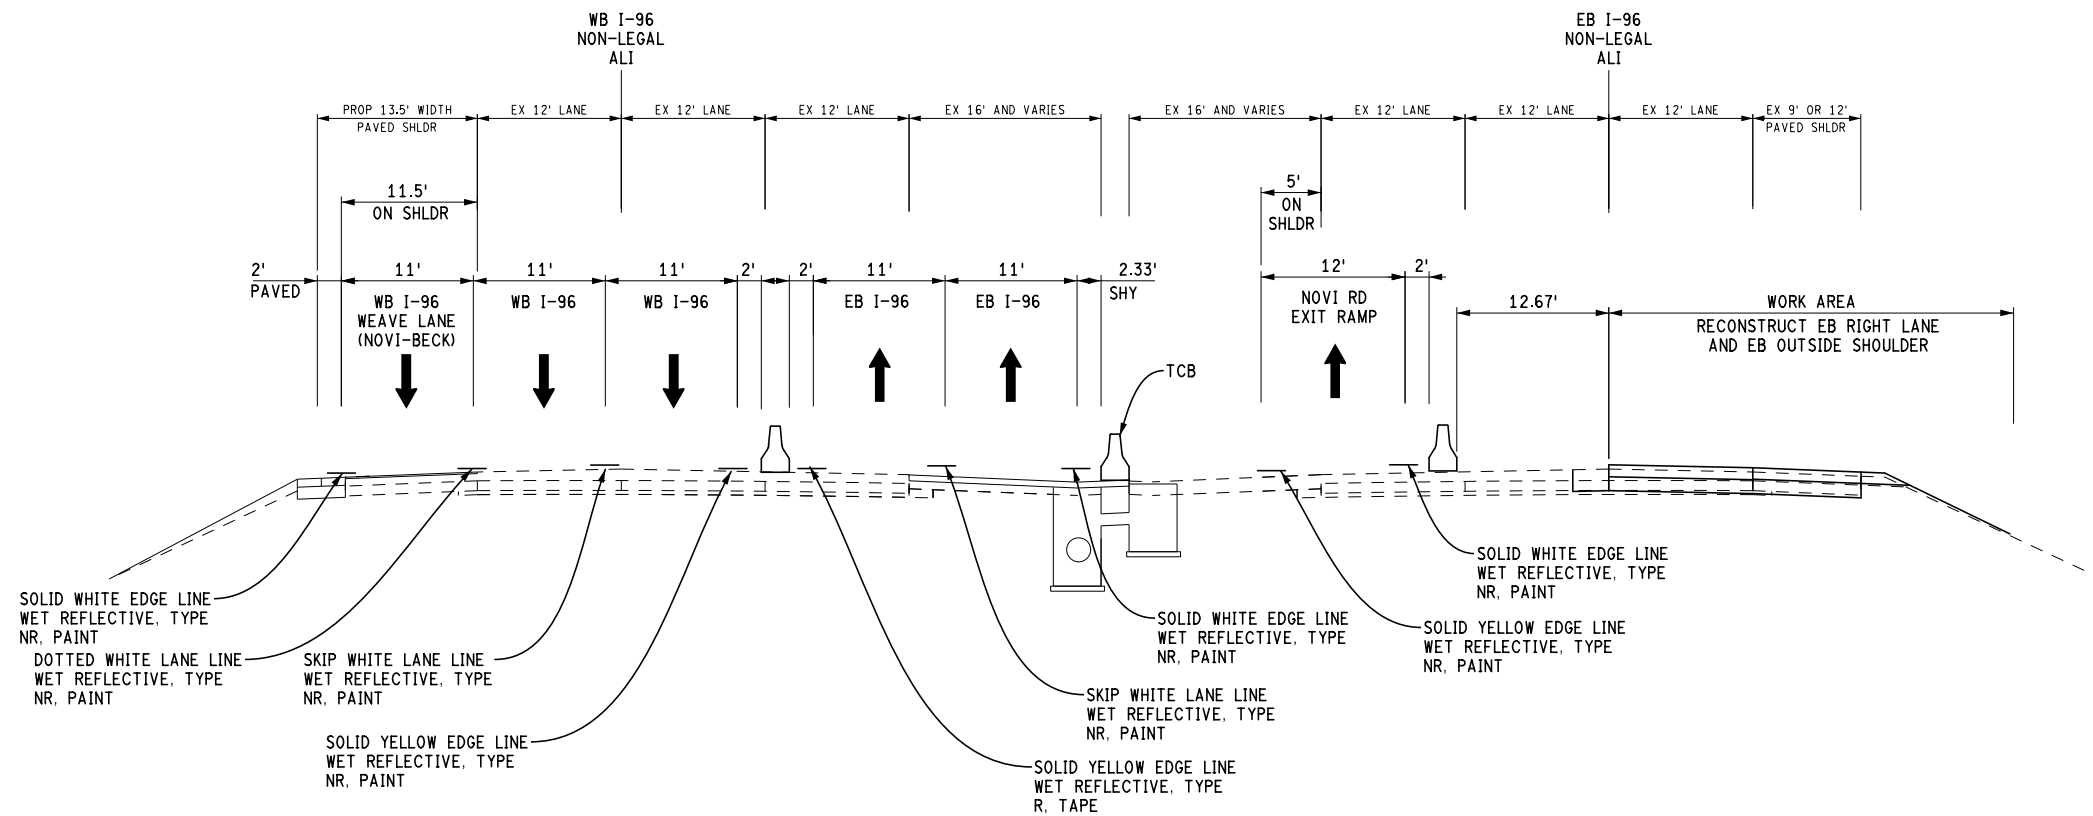 WB I-96
NON-LEGAL
ALI
EB I-96
NON-LEGAL
ALI
PROP 13.5' WIDTH
PAVED SHLDR
EX 12' LANE
EX 12' LANE
EX 12' LANE
EX 16' AND VARIES
EX 16' AND VARIES
EX 12' LANE
EX 12' LANE
EX 12' LANE
EX 9' OR 12'
PAVED SHLDR
11.5'
ON SHLDR
5'
ON
SHLDR
2'
PAVED
11'
WB I-96
WEAVE LANE
(NOVI-BECK)
11'
WB I-96
11'
WB I-96
2'
2'
11'
EB I-96
11'
EB I-96
2.33'
SHY
12'
NOVI RD
EXIT RAMP
2'
12.67'
WORK AREA
RECONSTRUCT EB RIGHT LANE
AND EB OUTSIDE SHOULDER
TCB
SOLID WHITE EDGE LINE
WET REFLECTIVE, TYPE
NR, PAINT
DOTTED WHITE LANE LINE
WET REFLECTIVE, TYPE
NR, PAINT
SKIP WHITE LANE LINE
WET REFLECTIVE, TYPE
NR, PAINT
SOLID YELLOW EDGE LINE
WET REFLECTIVE, TYPE
NR, PAINT
SOLID YELLOW EDGE LINE
WET REFLECTIVE, TYPE
R, TAPE
SKIP WHITE LANE LINE
WET REFLECTIVE, TYPE
NR, PAINT
SOLID WHITE EDGE LINE
WET REFLECTIVE, TYPE
NR, PAINT
SOLID YELLOW EDGE LINE
WET REFLECTIVE, TYPE
NR, PAINT
SOLID WHITE EDGE LINE
WET REFLECTIVE, TYPE
NR, PAINT